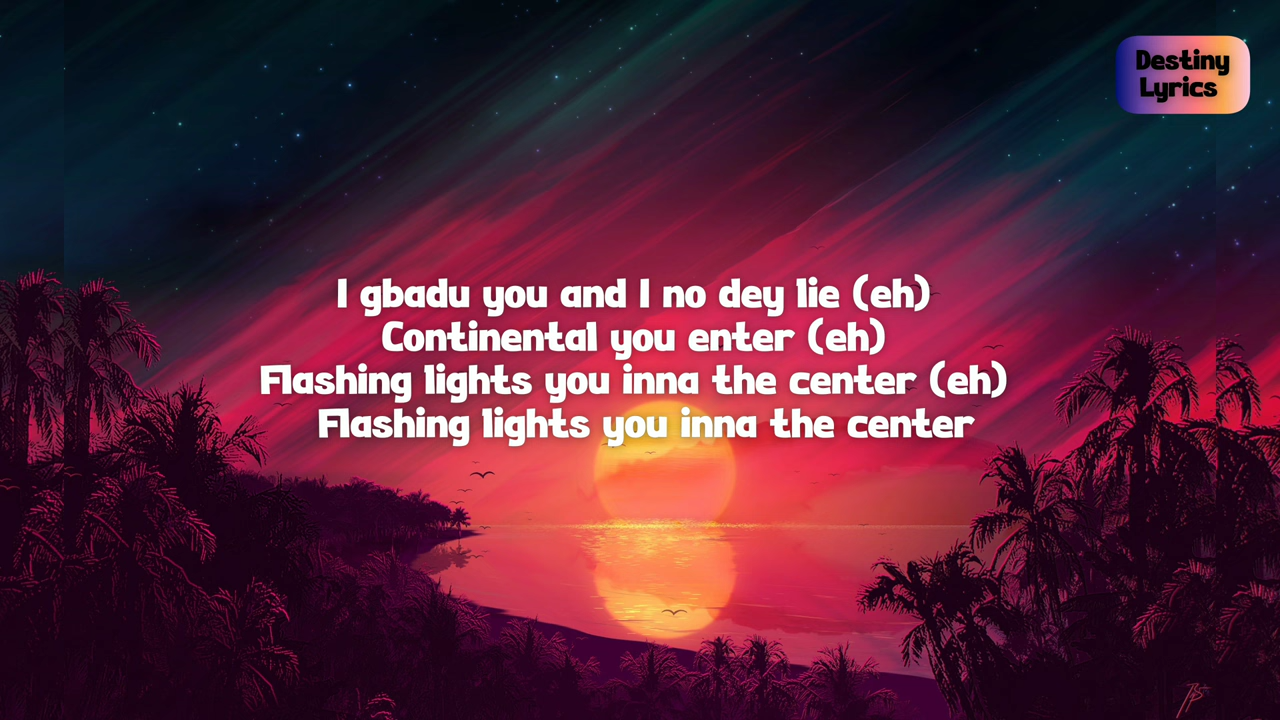 Destiny
Lyrics
I gbadu you and I no dey lie (eh)
Continental you enter (eh)
Flashing lights you inna the center (eh)
Flashing lights you inna the center